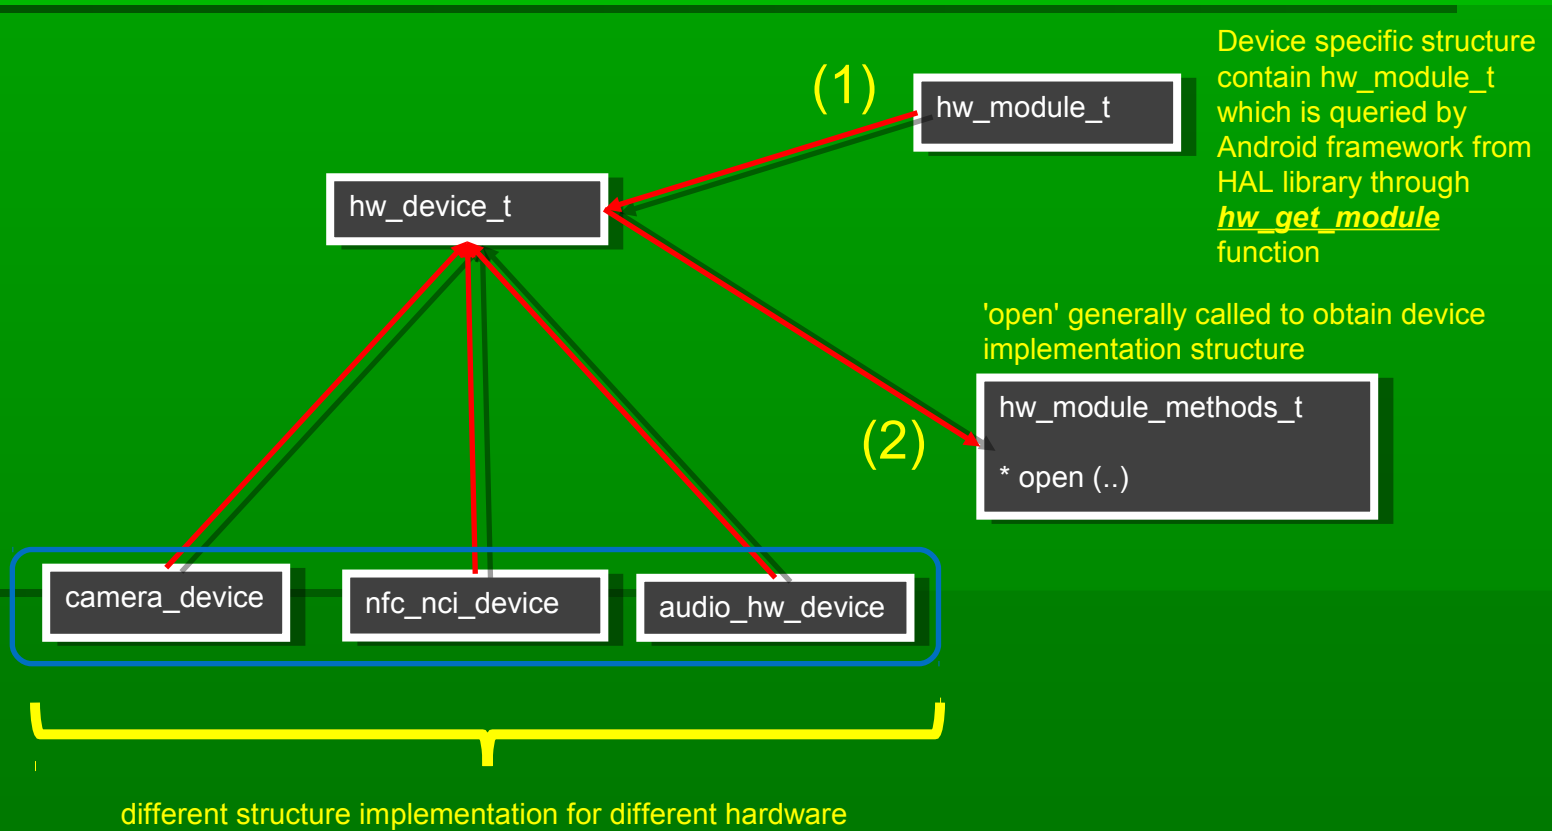 Device specific structure
contain hw_module_t
which is queried by
Android framework from
HAL library through
hw_get_module
function
(1)
hw_module_t
hw_device_t
'open' generally called to obtain device
implementation structure
hw_module_methods_t
(2)
* open (..)
camera_device
nfc_nci_device
audio_hw_device
different structure implementation for different hardware